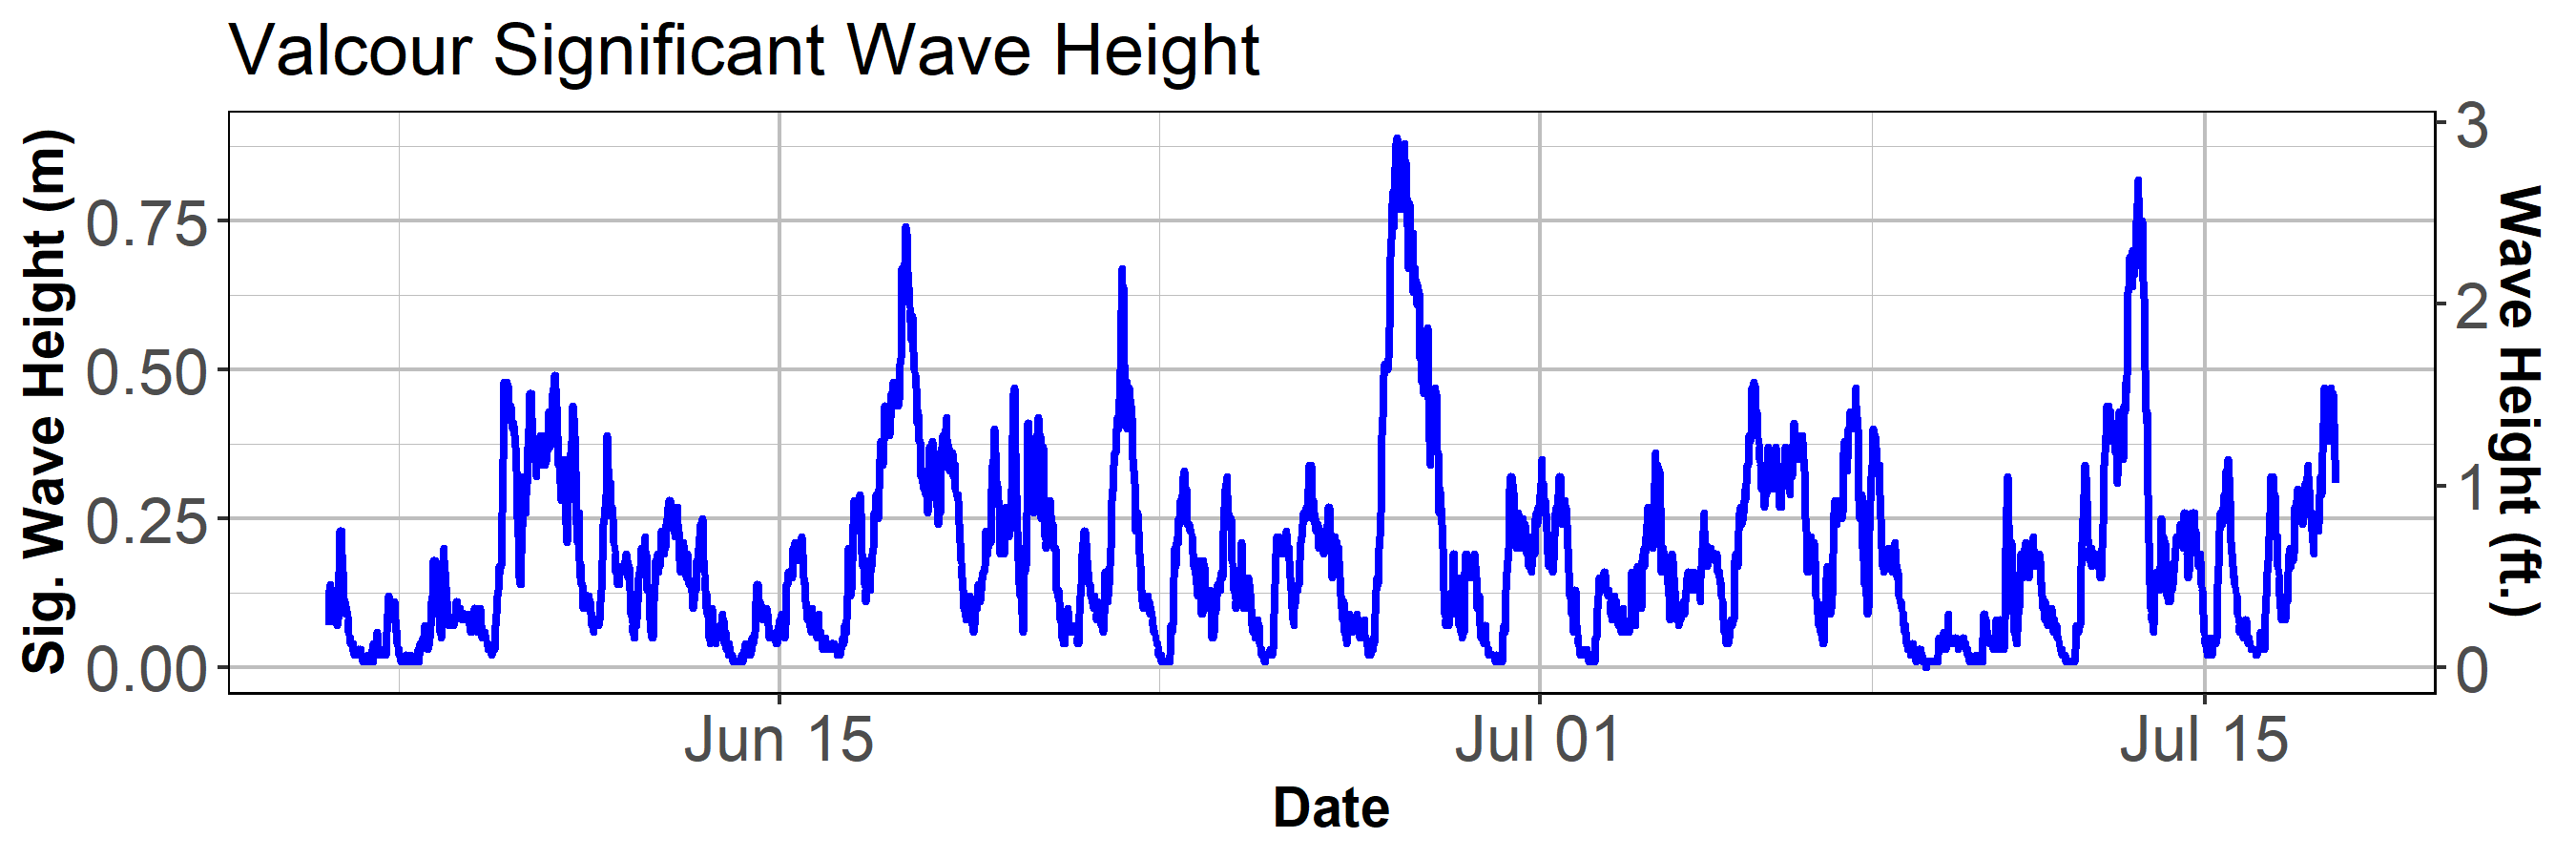 Valcour Significant Wave Height
Sig. Wave Height (m)
0.75
0.50
0.25
0.00
3
2
1
0
Wave Height (ft.)
Jun 15
Jul 01
Jul 15
Date